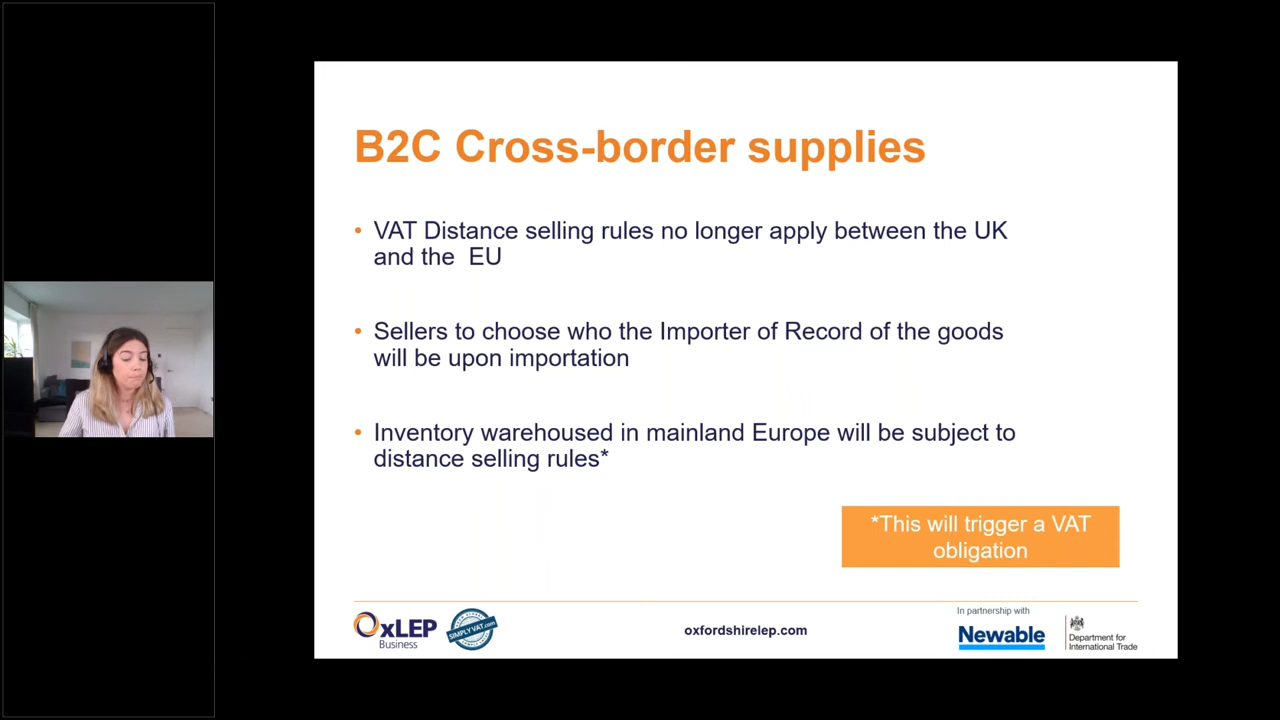 B2C Cross-border supplies
• VAT Distance selling rules no longer apply between the UK
and the  EU
• Sellers to choose who the Importer of Record of the goods
will be upon importation
• Inventory warehoused in mainland Europe will be subject to
distance selling rules*
*This will trigger a VAT
obligation
OxLEP
Business
SIMPLY VAT.com
oxfordshirelep.com
In partnership with
Newable
Department for
International Trade